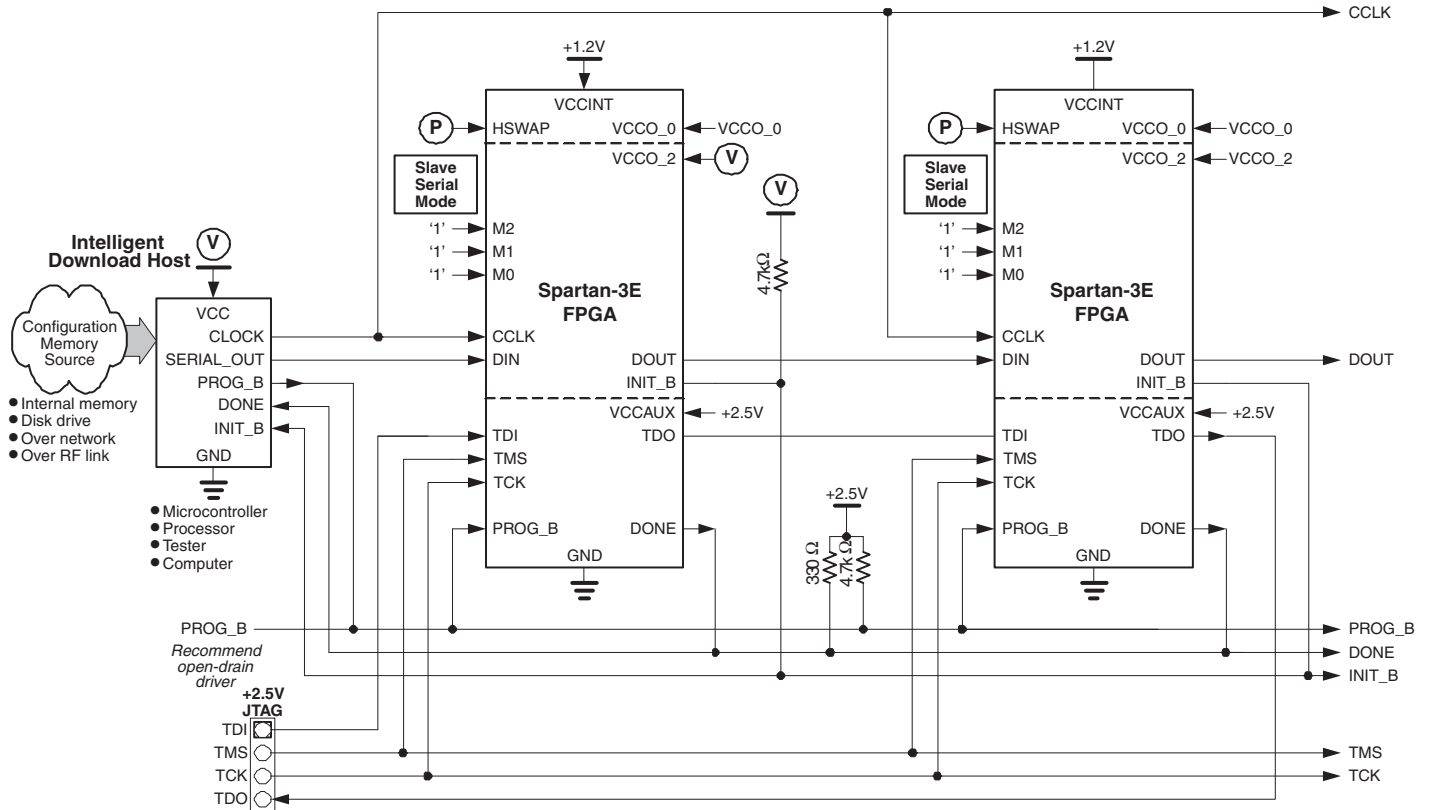 CCLK
+1.2V
+1.2V
VCCINT
VCCINT
P
HSWAP
VCCO_0
VCCO_0
P
HSWAP
VCCO_0
VCCO_0
VCCO_2
V
VCCO_2
VCCO_2
Slave
Serial
Mode
V
Slave
Serial
Mode
'1'
M2
'1'
M1
'1'
M0
'1'
M2
'1'
M1
'1'
M0
4.7kΩ
Spartan-3E
FPGA
Spartan-3E
FPGA
Intelligent
Download Host
V
VCC
CLOCK
SERIAL_OUT
PROG_B
DONE
INIT_B
GND
Configuration
Memory
Source
• Internal memory
• Disk drive
• Over network
• Over RF link
• Microcontroller
• Processor
• Tester
• Computer
CCLK
DIN
DOUT
INIT_B
CCLK
DIN
DOUT
INIT_B
DOUT
VCCAUX
+2.5V
TDI
TDO
TMS
TCK
PROG_B
DONE
GND
VCCAUX
+2.5V
TDI
TDO
TMS
TCK
PROG_B
DONE
GND
+2.5V
330 Ω
4.7k Ω
PROG_B
Recommend
open-drain
driver
PROG_B
DONE
INIT_B
+2.5V
JTAG
TDI
TMS
TCK
TDO
TMS
TCK